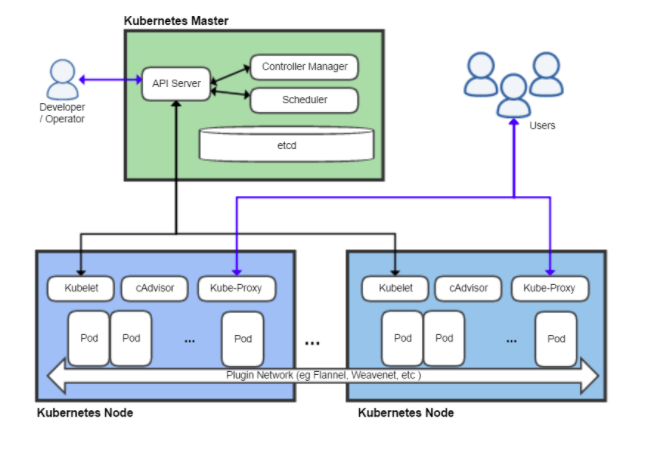 Kubernetes Master
API Server
Controller Manager
Scheduler
etcd
Developer
/ Operator
Users
Kubelet
cAdvisor
Kube-Proxy
Pod
Pod
...
Pod
...
Kubelet
cAdvisor
Kube-Proxy
Pod
Pod
...
Pod
Plugin Network (eg Flannel, Weavenet, etc )
Kubernetes Node
Kubernetes Node